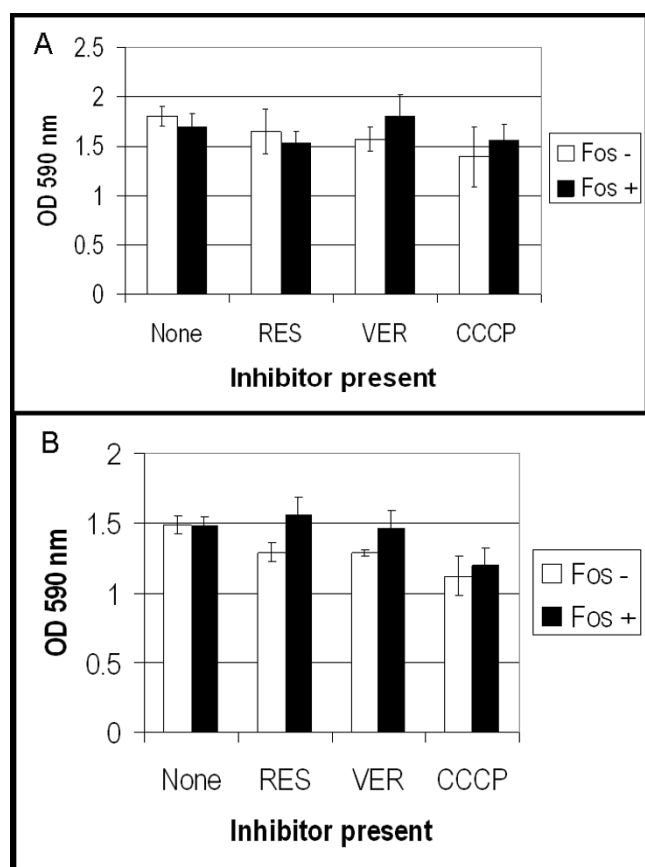 A
2.5
2
1.5
1
0.5
0
OD 590 nm
None RES VER CCCP
Inhibitor present
Fos -
Fos +
B
2
1.5
1
0.5
0
OD 590 nm
None RES VER CCCP
Inhibitor present
Fos -
Fos +